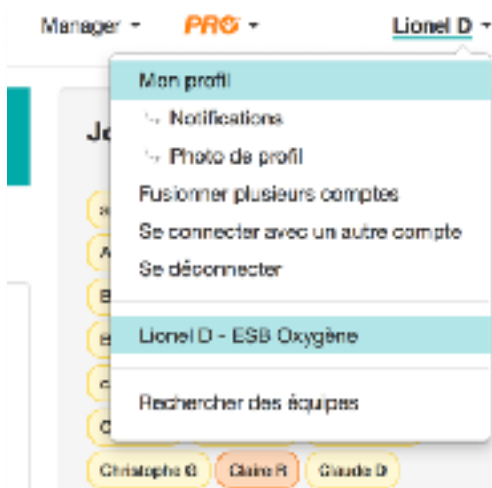 Manager PRO Lionel D
Mon profil
Notifications
Photo de profil
Fusionner plusieurs comptes
Se connecter avec un autre compte
Se déconnecter
Lionel D - ESB Oxygène
Rechercher des équipes
Christophe G Claire R Claude D